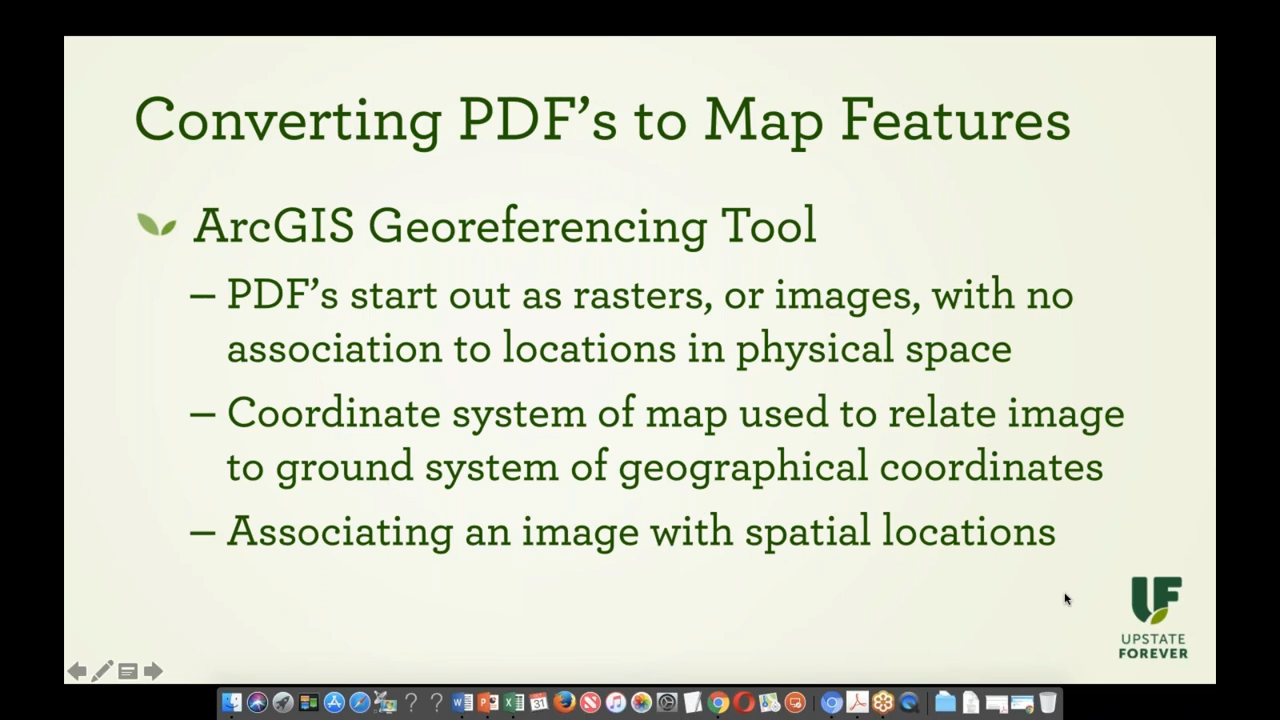 Converting PDF’s to Map Features
ArcGIS Georeferencing Tool
– PDF’s start out as rasters, or images, with no
association to locations in physical space
– Coordinate system of map used to relate image
to ground system of geographical coordinates
– Associating an image with spatial locations
UF
UPSTATE
FOREVER